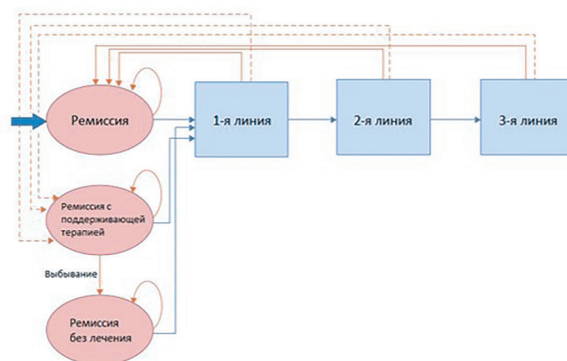 Ремиссия
1-я линия
2-я линия
3-я линия
Ремиссия с
поддерживающей
терапией
Выбывание
Ремиссия
без лечения